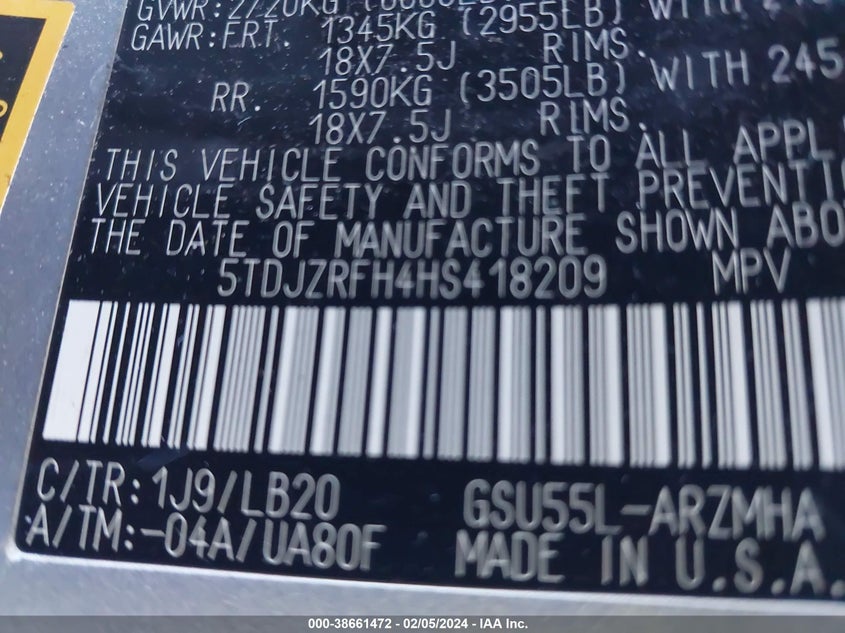 GVWR:2720KG
GAWR:FRT. 1345KG (2955LB) WITH 245
18X7.5J RIMS.
RR. 1590KG (3505LB) WITH 245
18X7.5J RIMS.
THIS VEHICLE CONFORMS TO ALL APPL
VEHICLE SAFETY AND THEFT PREVENTI
THE DATE OF MANUFACTURE SHOWN ABO
5TDJZRFH4HS418209 MPV
C/TR: 1J9/LB20 GSU55L-ARZMHA
A/TM:-04A/UA80F MADE IN U.S.A.
000-38661472 - 02/05/2024 - IAA Inc.